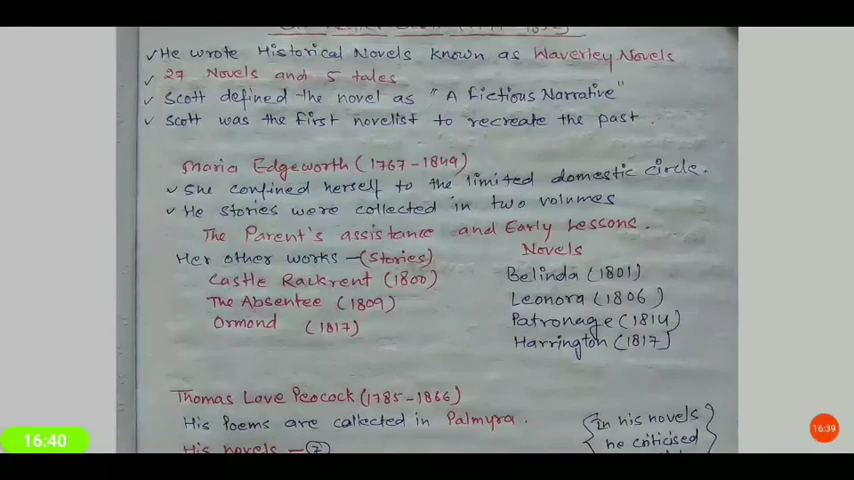 ✓ He wrote Historical Novels known as Waverley Novels
✓ 27 Novels and 5 tales
✓ Scott defined the novel as "A Fictious Narrative"
✓ Scott was the first novelist to recreate the past.
Maria Edgeworth (1767-1849)
✓ She confined herself to the limited domestic circle.
✓ He stories were collected in two volumes
The Parent's assistance and Early Lessons.
Her other works - (Stories)
Castle Rackrent (1800)
The Absentee (1809)
Ormond (1817)
Novels
Belinda (1801)
Leonora (1806)
Patronage (1814)
Harrington (1817)
Thomas Love Peocock (1785-1866)
His Poems are collected in Palmyra.
His novels - 7
In his novels
he criticised
16:40
16:39